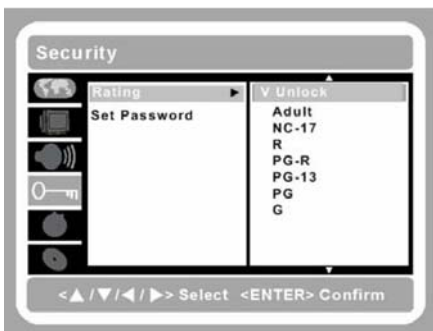 Security
Rating
Set Password
V Unlock
Adult
NC-17
R
PG-R
PG-13
PG
G
<▲/▼/◀/▶> Select <ENTER> Confirm